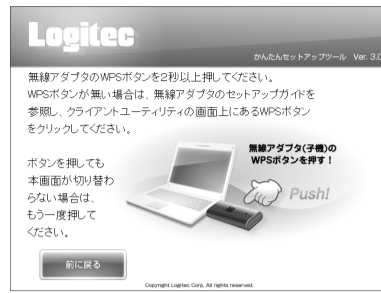 Logitec
かんたんセットアップツール Ver. 3.0
無線アダプタのWPSボタンを2秒以上押してください。
WPSボタンが無い場合は、無線アダプタのセットアップガイドを
参照し、クライアントユーティリティの画面上にあるWPSボタン
をクリックしてください。
無線アダプタ(子機)の
WPSボタンを押す！
ボタンを押しても
本画面が切り替わ
らない場合は、
もう一度押して
ください。
Push!
前に戻る
Copyright Logitec Corp. All rights reserved.